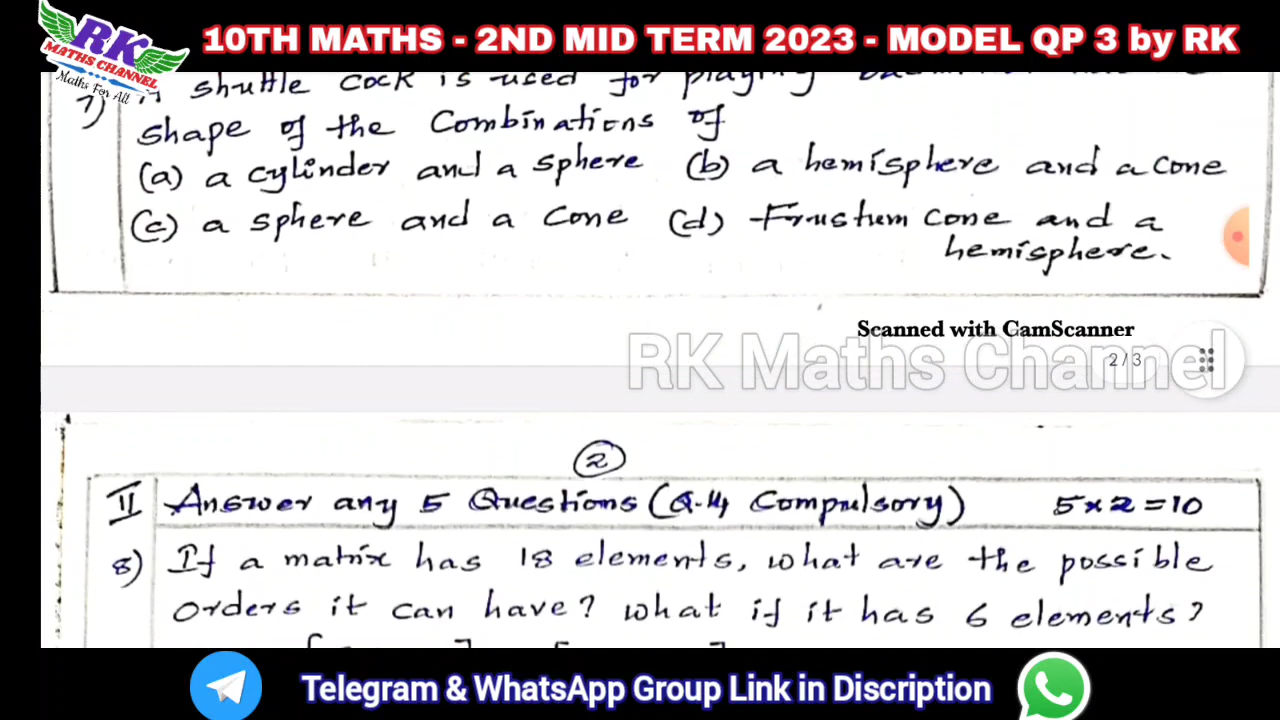 RK
MATHS CHANNEL
Maths For All
10TH MATHS - 2ND MID TERM 2023 - MODEL QP 3 by RK
7) A shuttle cock is used for playing
shape of the Combinations of
(a) a cylinder and a sphere (b) a hemisphere and a cone
(c) a sphere and a cone (d) Frustum cone and a
hemisphere.
Scanned with CamScanner
RK Maths Channel
2 / 3
2
II Answer any 5 Questions (Q.14 Compulsory) 5×2=10
8) If a matrix has 18 elements, what are the possible
orders it can have? what if it has 6 elements?
Telegram & WhatsApp Group Link in Discription